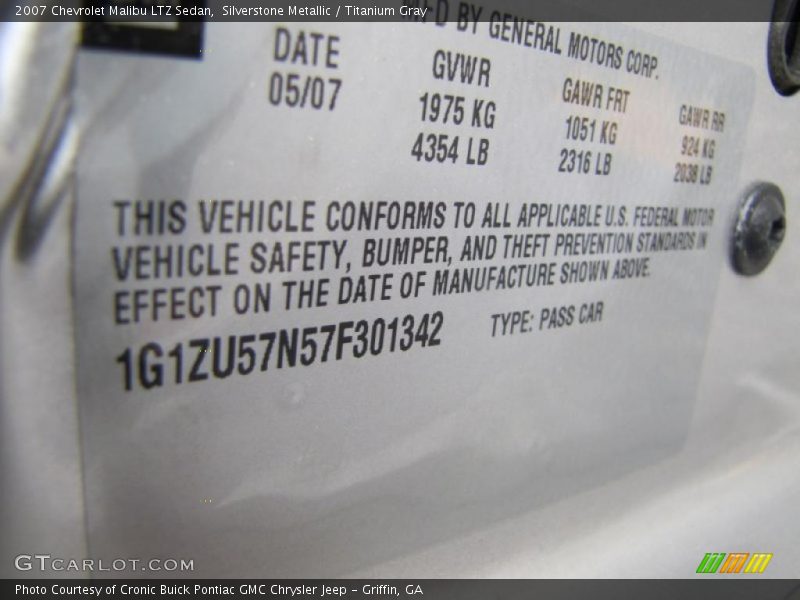 2007 Chevrolet Malibu LTZ Sedan, Silverstone Metallic / Titanium Gray
BY GENERAL MOTORS CORP.
DATE GVWR GAWR FRT GAWR RR
05/07 1975 KG 1051 KG 924 KG
4354 LB 2316 LB 2038 LB
THIS VEHICLE CONFORMS TO ALL APPLICABLE U.S. FEDERAL MOTOR
VEHICLE SAFETY, BUMPER, AND THEFT PREVENTION STANDARDS IN
EFFECT ON THE DATE OF MANUFACTURE SHOWN ABOVE.
1G1ZU57N57F301342 TYPE: PASS CAR
GTCARLOT.COM
Photo Courtesy of Cronic Buick Pontiac GMC Chrysler Jeep - Griffin, GA